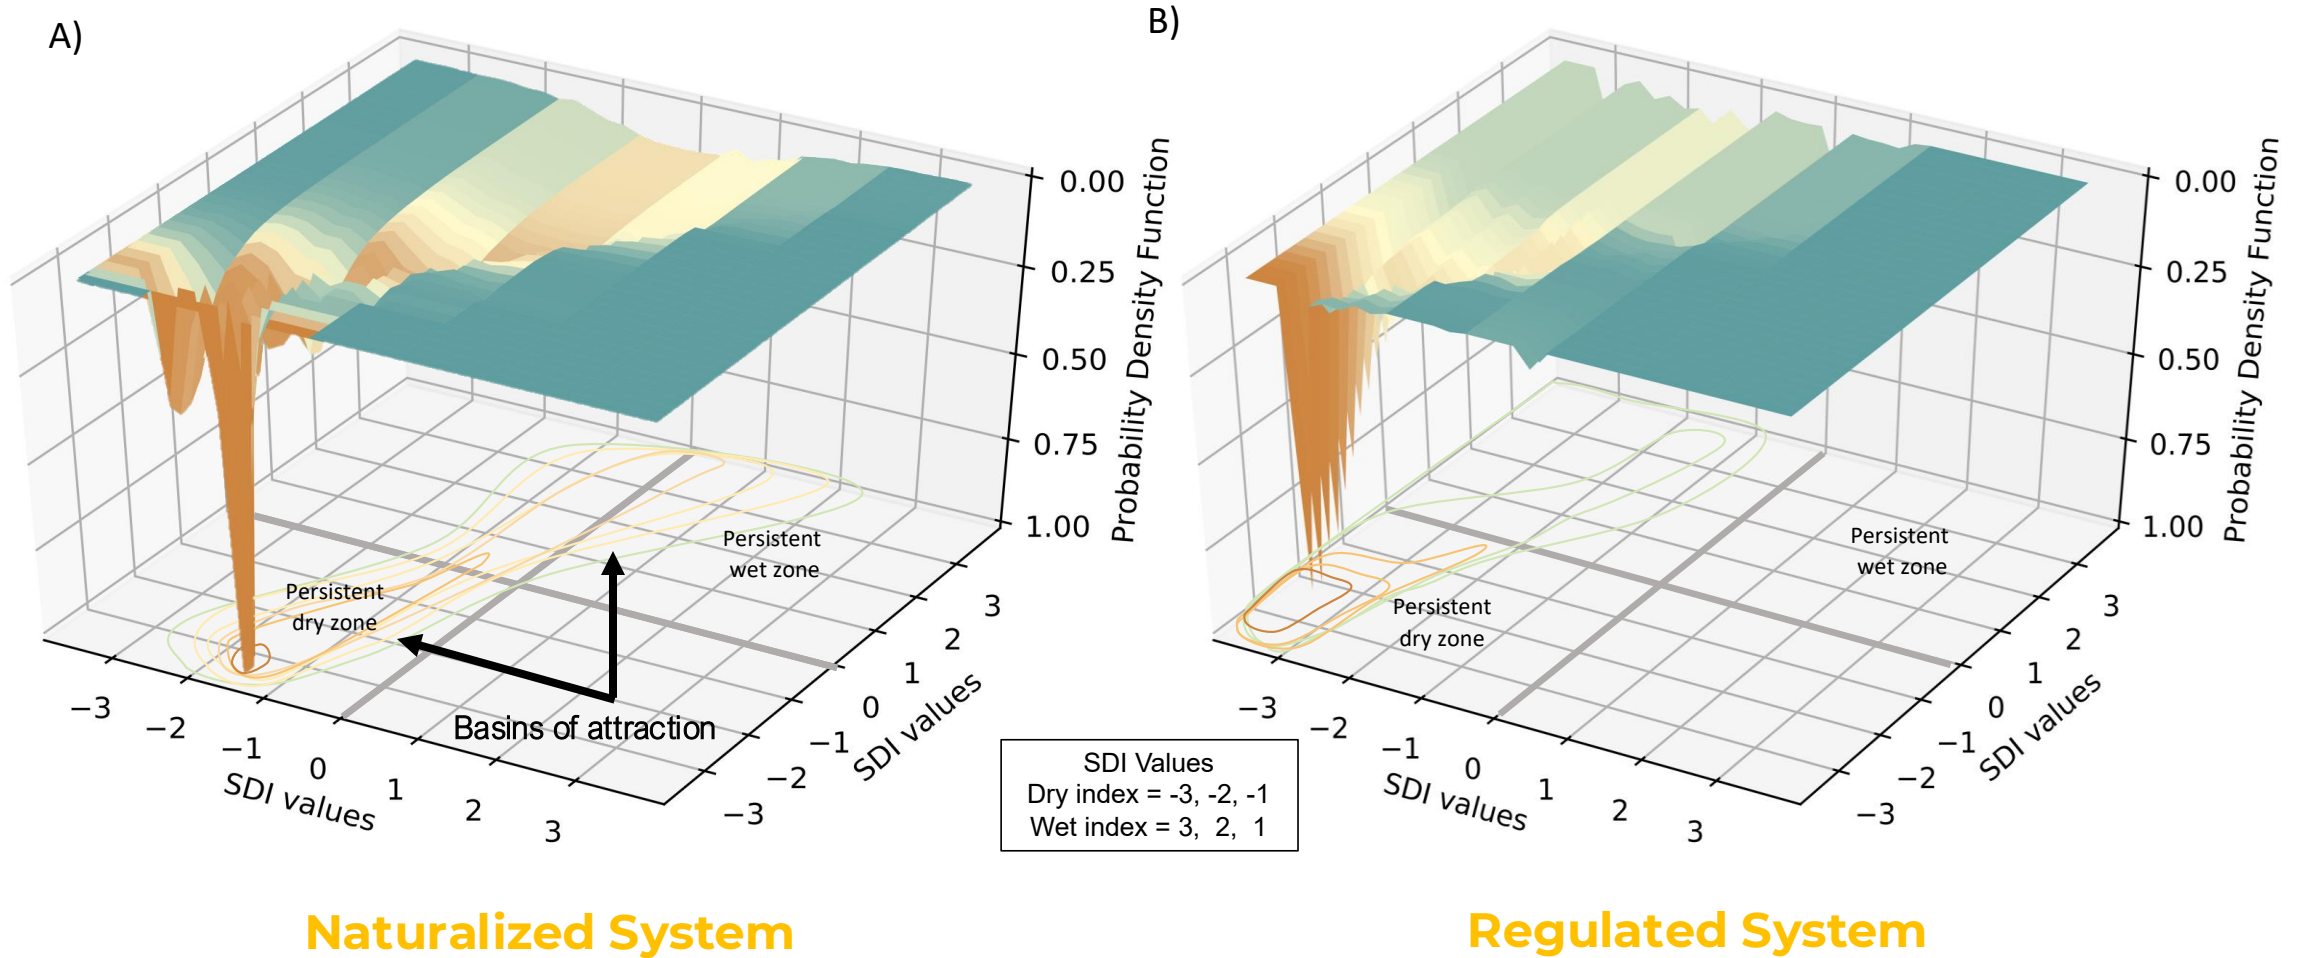 A)
0.00
0.25
0.50
0.75
1.00
Probability Density Function
Persistent
wet zone
Persistent
dry zone
Basins of attraction
−3
−2
−1
0
1
2
3
SDI values
3
2
1
0
−1
−2
−3
SDI values
Naturalized System
B)
0.00
0.25
0.50
0.75
1.00
Probability Density Function
Persistent
wet zone
Persistent
dry zone
−3
−2
−1
0
1
2
3
SDI values
3
2
1
0
−1
−2
−3
SDI values
SDI Values
Dry index = -3, -2, -1
Wet index = 3, 2, 1
Regulated System